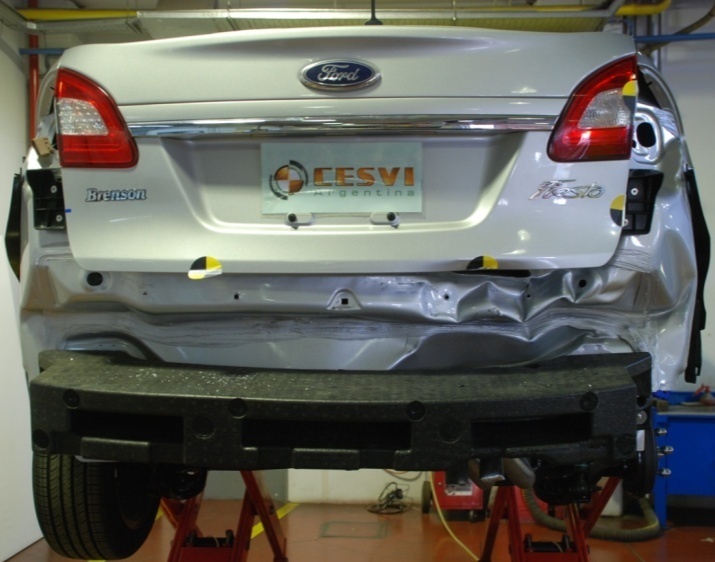 Ford
CESVI
Argentina
Brenson
Fiesta